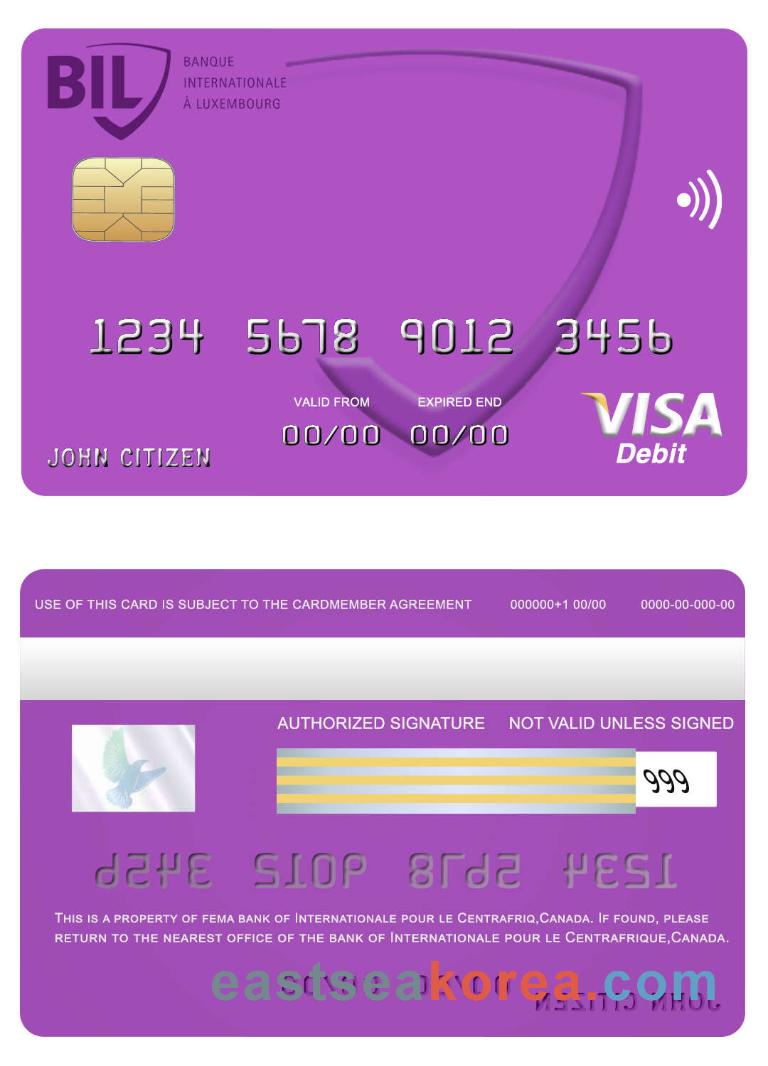 BIL
BANQUE
INTERNATIONALE
À LUXEMBOURG
1234 5678 9012 3456
VALID FROM EXPIRED END
00/00 00/00
JOHN CITIZEN
VISA
Debit
USE OF THIS CARD IS SUBJECT TO THE CARDMEMBER AGREEMENT 000000+1 00/00 0000-00-000-00
AUTHORIZED SIGNATURE NOT VALID UNLESS SIGNED
999
THIS IS A PROPERTY OF FEMA BANK OF INTERNATIONALE POUR LE CENTRAFRIQ,CANADA. IF FOUND, PLEASE
RETURN TO THE NEAREST OFFICE OF THE BANK OF INTERNATIONALE POUR LE CENTRAFRIQUE,CANADA.
eastseakorea.com
JOHN CITIZEN